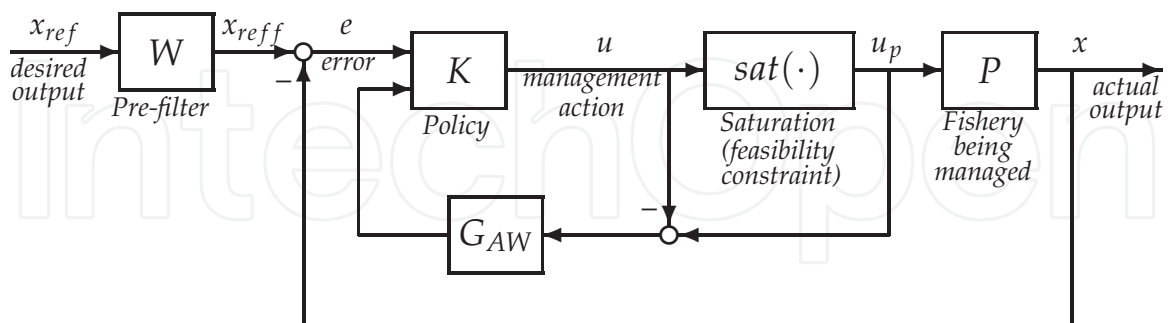 x_ref
desired
output
W
Pre-filter
x_reff
−
e
error
K
Policy
u
management
action
sat(·)
Saturation
(feasibility
constraint)
u_p
P
Fishery
being
managed
x
actual
output
G_AW
−
IntechOpen